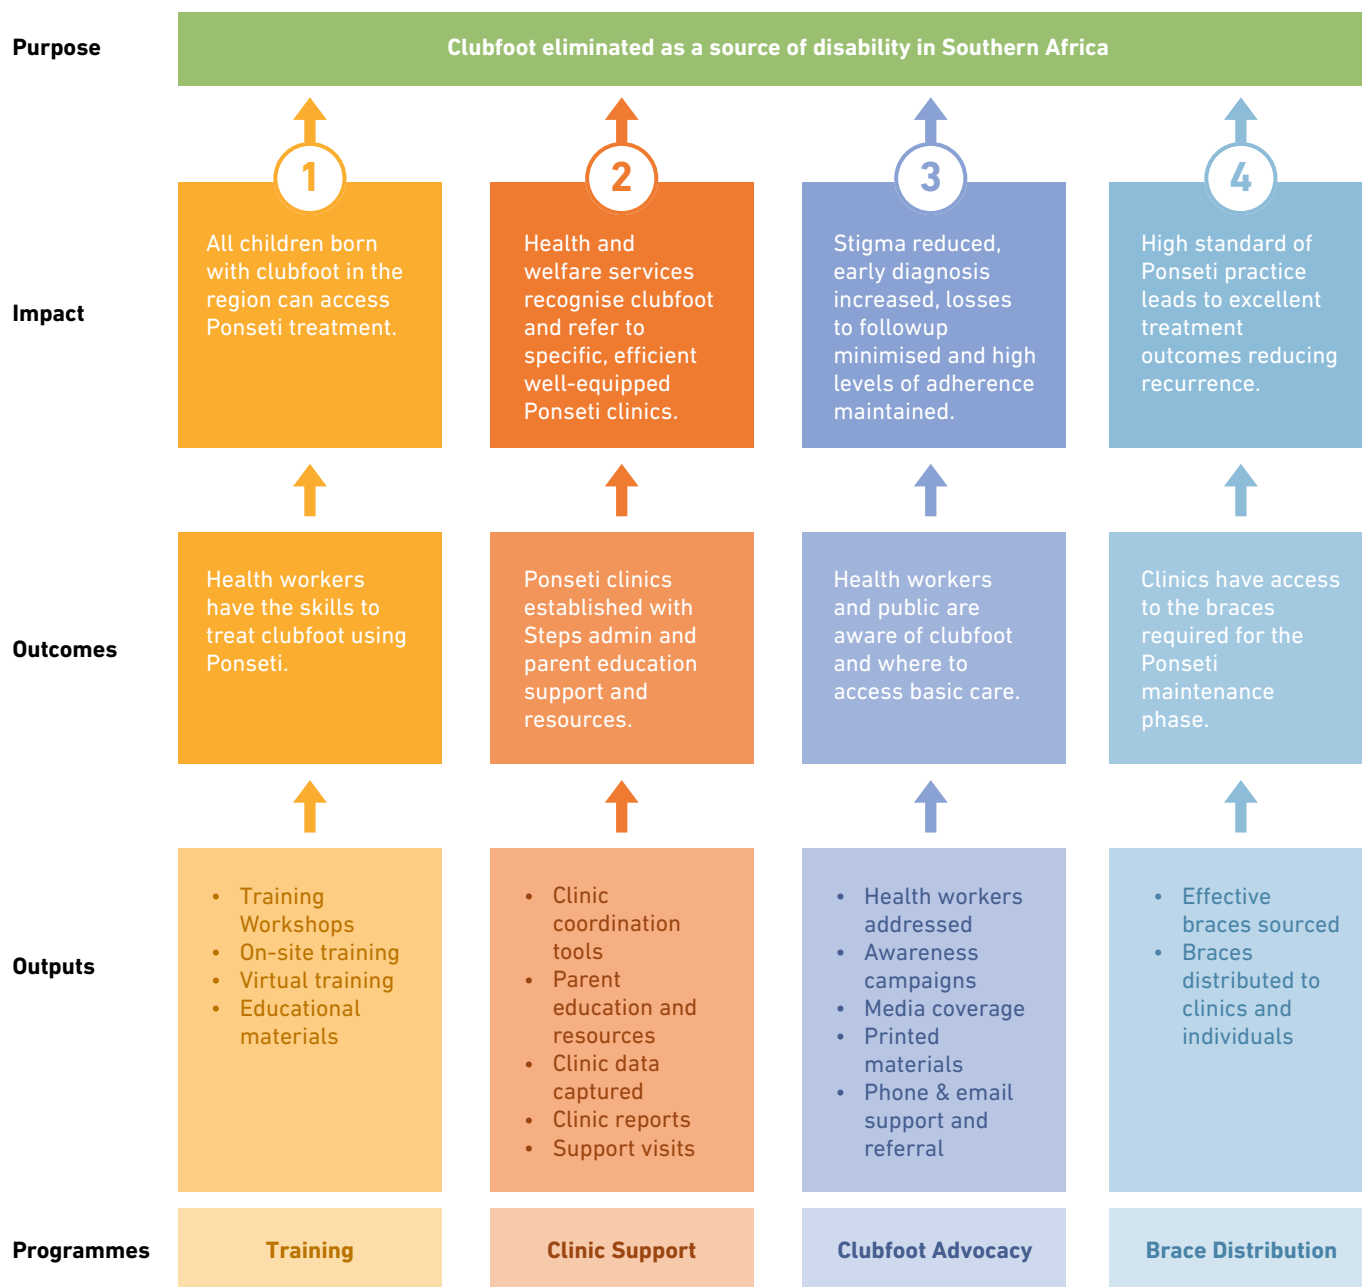 Purpose
Clubfoot eliminated as a source of disability in Southern Africa
Impact
1
All children born
with clubfoot in the
region can access
Ponseti treatment.
2
Health and
welfare services
recognise clubfoot
and refer to
specific, efficient
well-equipped
Ponseti clinics.
3
Stigma reduced,
early diagnosis
increased, losses
to followup
minimised and high
levels of adherence
maintained.
4
High standard of
Ponseti practice
leads to excellent
treatment
outcomes reducing
recurrence.
Outcomes
Health workers
have the skills to
treat clubfoot using
Ponseti.
Ponseti clinics
established with
Steps admin and
parent education
support and
resources.
Health workers
and public are
aware of clubfoot
and where to
access basic care.
Clinics have access
to the braces
required for the
Ponseti
maintenance
phase.
Outputs
• Training
Workshops
• On-site training
• Virtual training
• Educational
materials
• Clinic
coordination
tools
• Parent
education and
resources
• Clinic data
captured
• Clinic reports
• Support visits
• Health workers
addressed
• Awareness
campaigns
• Media coverage
• Printed
materials
• Phone & email
support and
referral
• Effective
braces sourced
• Braces
distributed to
clinics and
individuals
Programmes
Training
Clinic Support
Clubfoot Advocacy
Brace Distribution